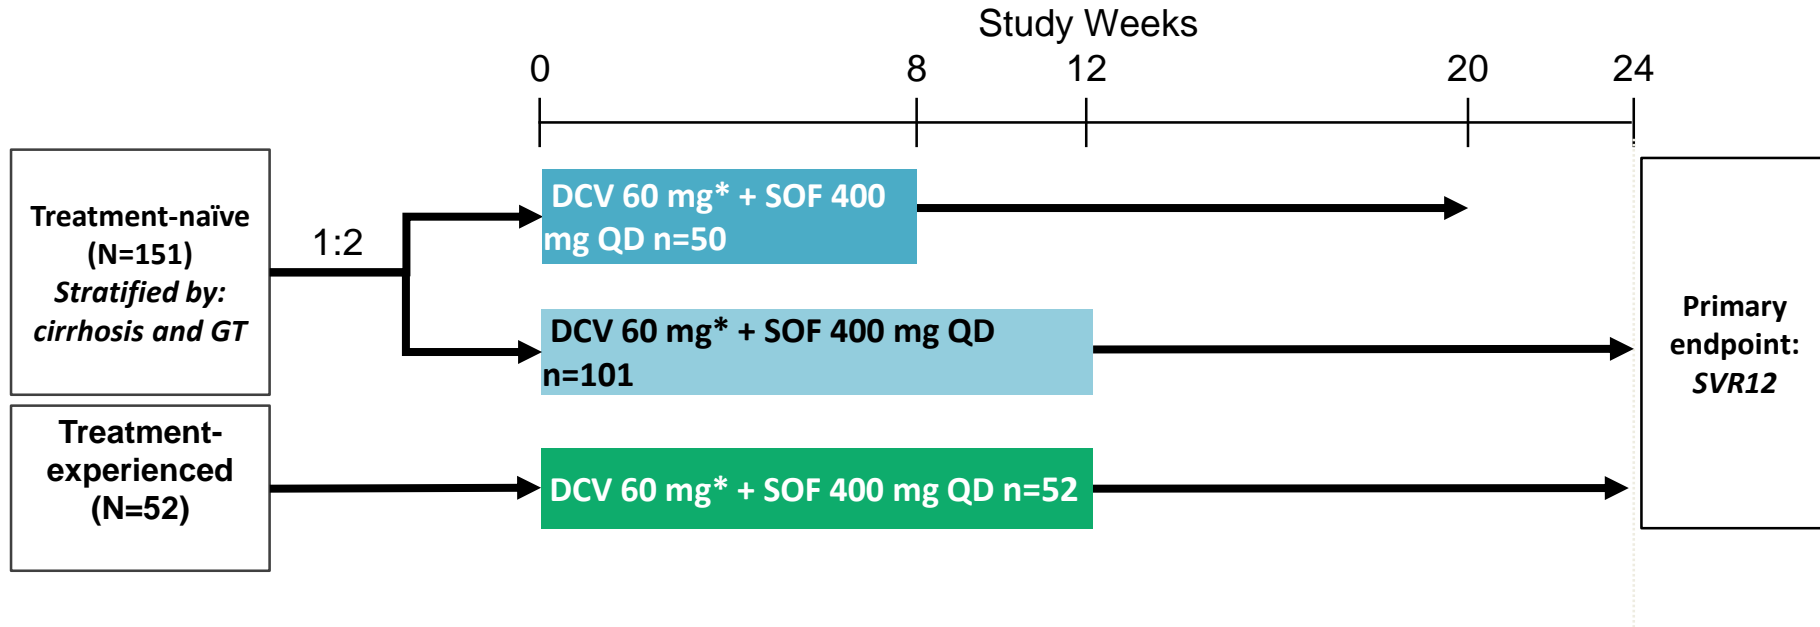 Study Weeks
0 8 12 20 24
Treatment-naïve
(N=151)
Stratified by:
cirrhosis and GT
1:2
DCV 60 mg* + SOF 400
mg QD n=50
DCV 60 mg* + SOF 400 mg QD
n=101
Treatment-
experienced
(N=52)
DCV 60 mg* + SOF 400 mg QD n=52
Primary
endpoint:
SVR12